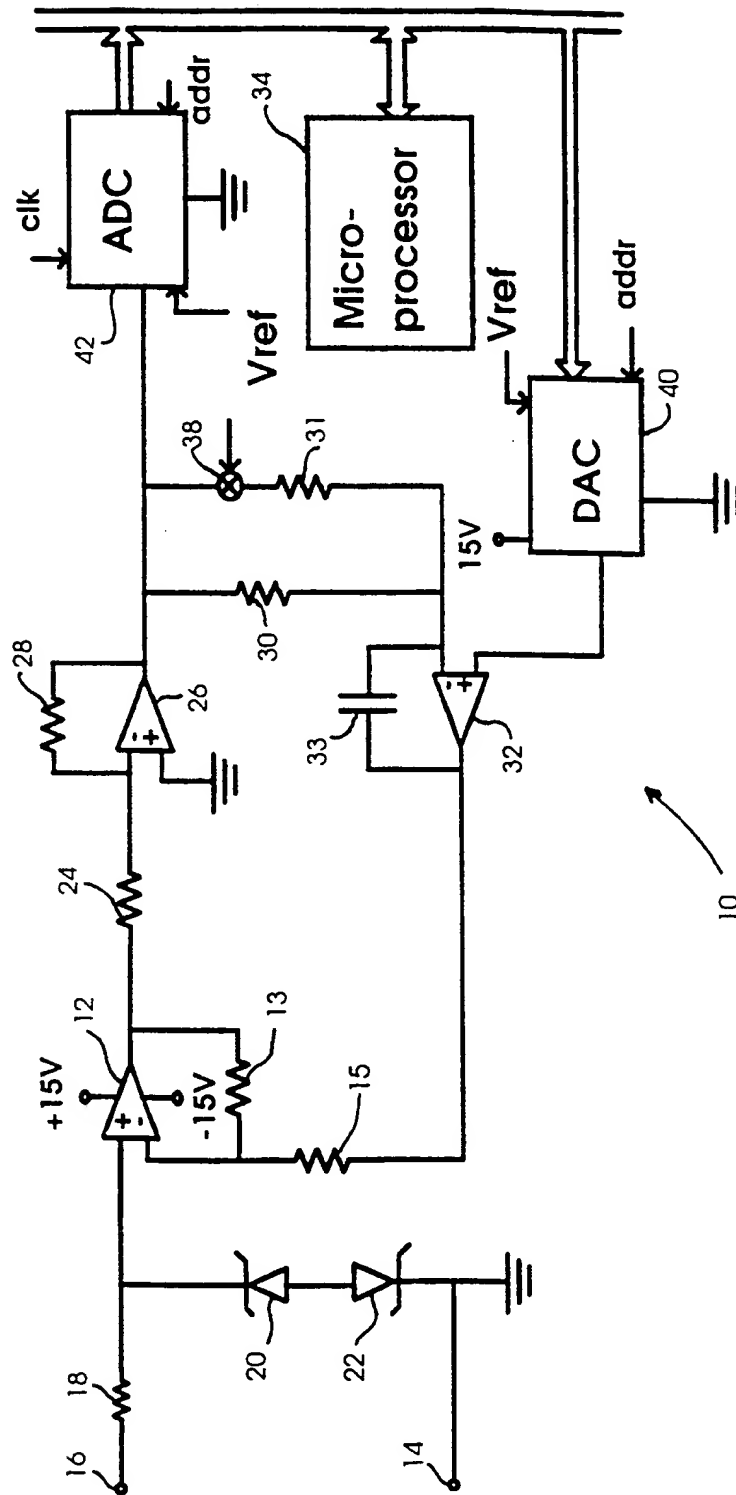 clk
ADC
addr
42
Vref
34
Micro-
processor
38
31
Vref
addr
15V
DAC
40
28
26
30
33
32
24
12
+15V
-15V
13
15
10
18
16
20
22
14